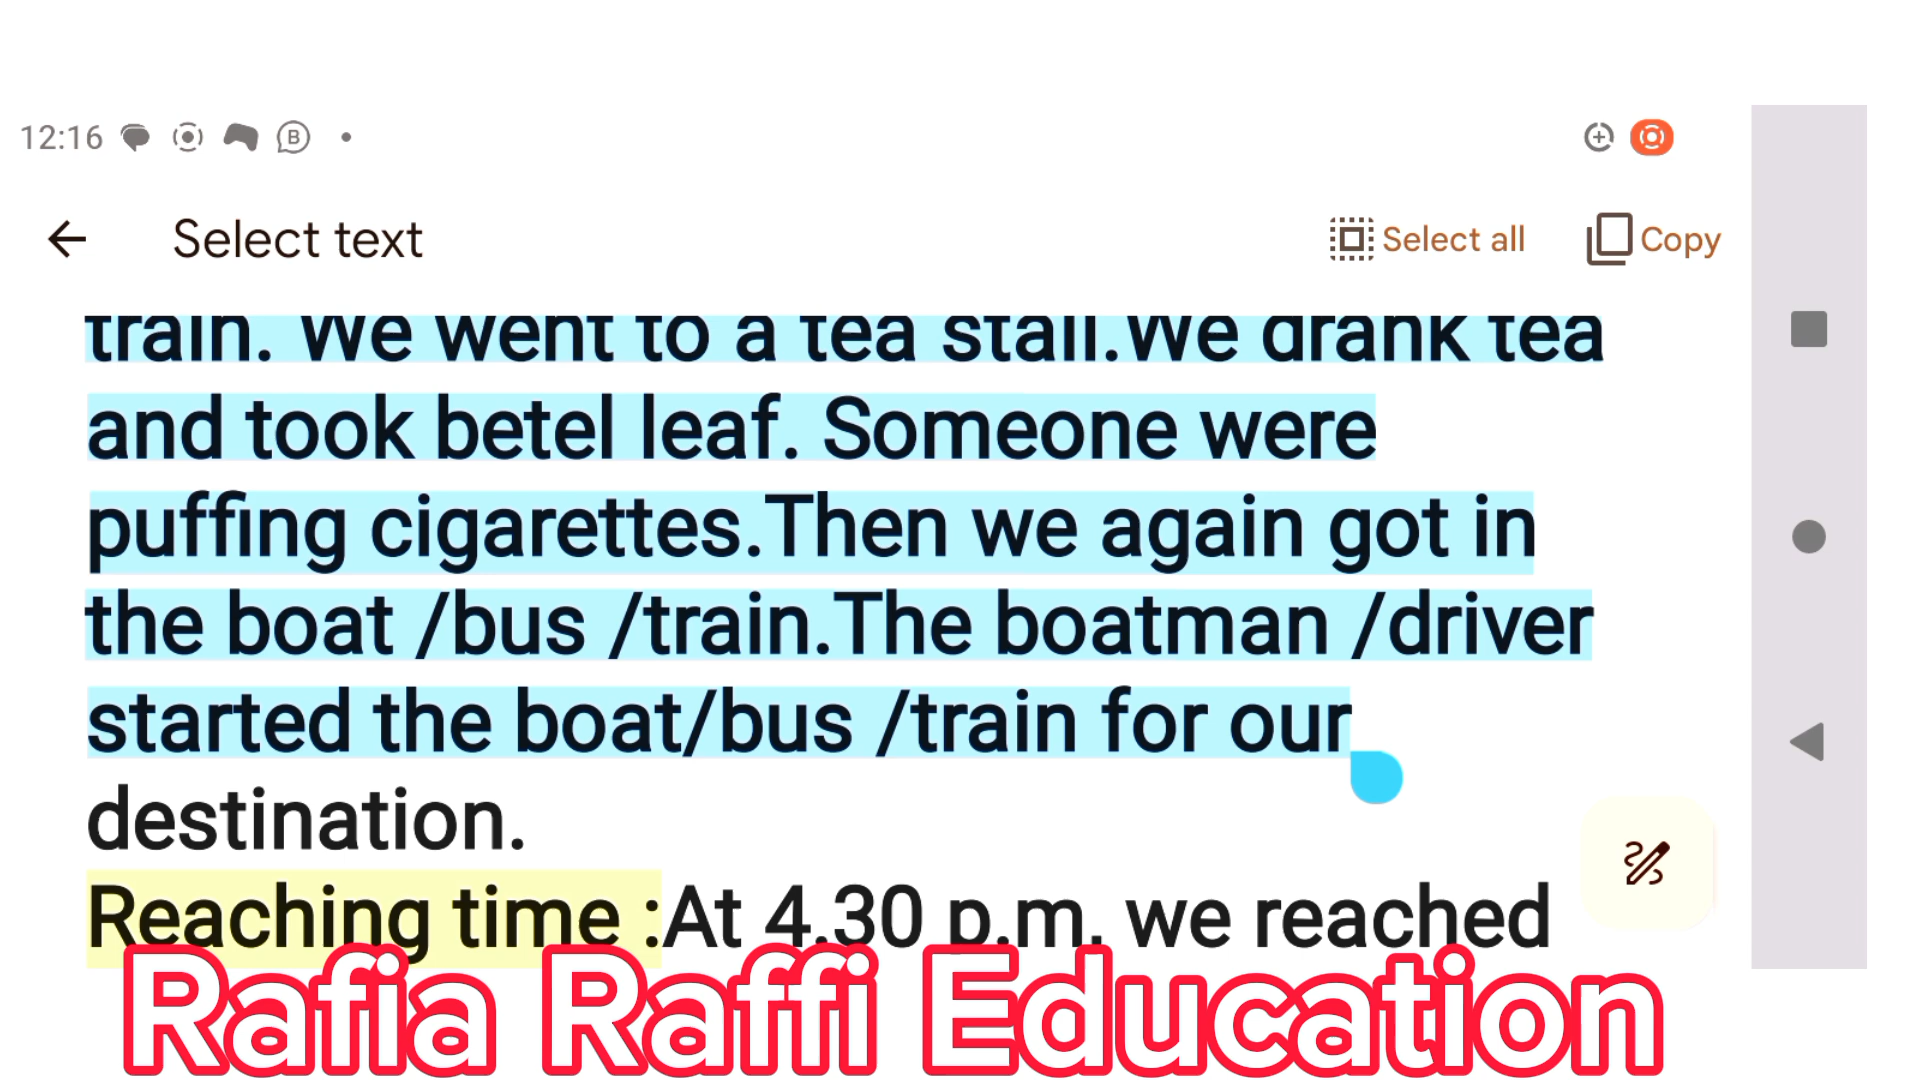 12:16
Select text
Select all
Copy
train. We went to a tea stall.We drank tea
and took betel leaf. Someone were
puffing cigarettes.Then we again got in
the boat /bus /train.The boatman /driver
started the boat/bus /train for our
destination.
Reaching time :At 4.30 p.m. we reached
Rafia Raffi Education